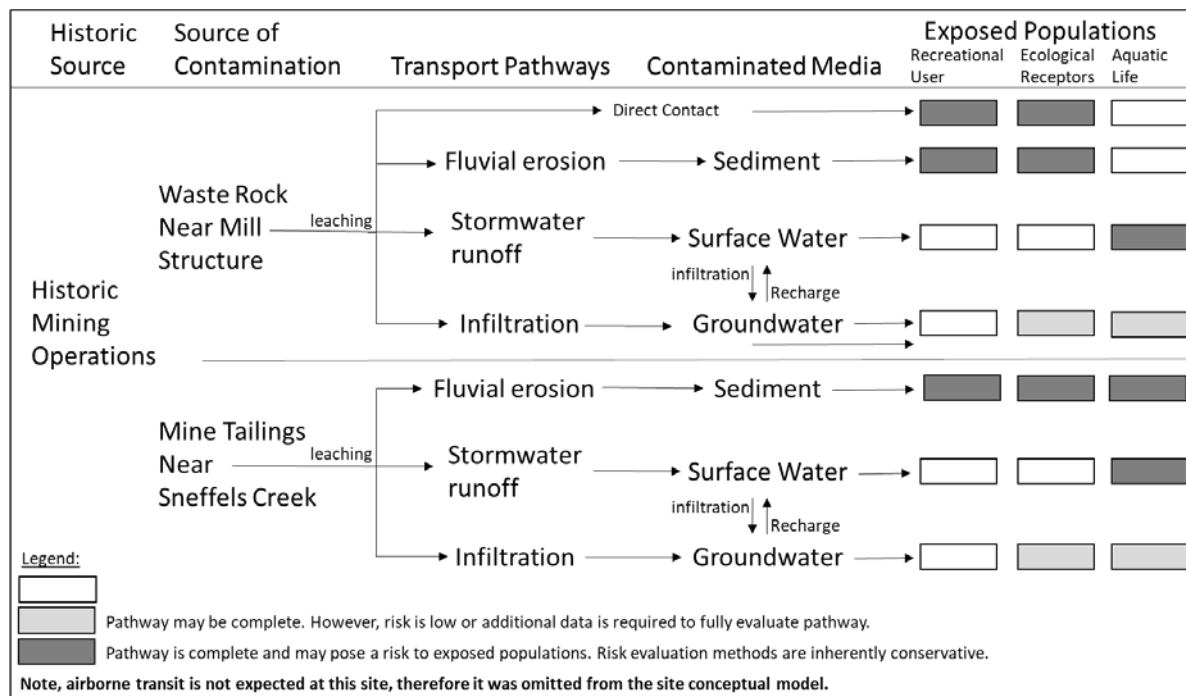 Historic Source
Source of Contamination
Transport Pathways
Contaminated Media
Exposed Populations
Recreational User
Ecological Receptors
Aquatic Life
Historic
Mining
Operations
Waste Rock
Near Mill
Structure
leaching
Direct Contact
Fluvial erosion
Sediment
Stormwater
runoff
Surface Water
infiltration
Recharge
Infiltration
Groundwater
Mine Tailings
Near
Sneffels Creek
leaching
Fluvial erosion
Sediment
Stormwater
runoff
Surface Water
infiltration
Recharge
Infiltration
Groundwater
Legend:
Pathway may be complete. However, risk is low or additional data is required to fully evaluate pathway.
Pathway is complete and may pose a risk to exposed populations. Risk evaluation methods are inherently conservative.
Note, airborne transit is not expected at this site, therefore it was omitted from the site conceptual model.